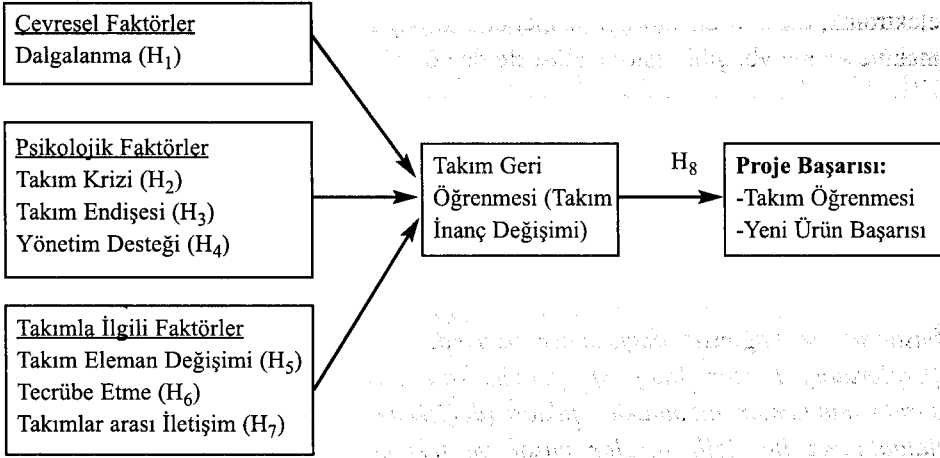 Çevresel Faktörler
Dalgalanma (H₁)
Psikolojik Faktörler
Takım Krizi (H₂)
Takım Endişesi (H₃)
Yönetim Desteği (H₄)
Takımla İlgili Faktörler
Takım Eleman Değişimi (H₅)
Tecrübe Etme (H₆)
Takımlar arası İletişim (H₇)
Takım Geri
Öğrenmesi (Takım
İnanç Değişimi)
H₈
Proje Başarısı:
-Takım Öğrenmesi
-Yeni Ürün Başarısı